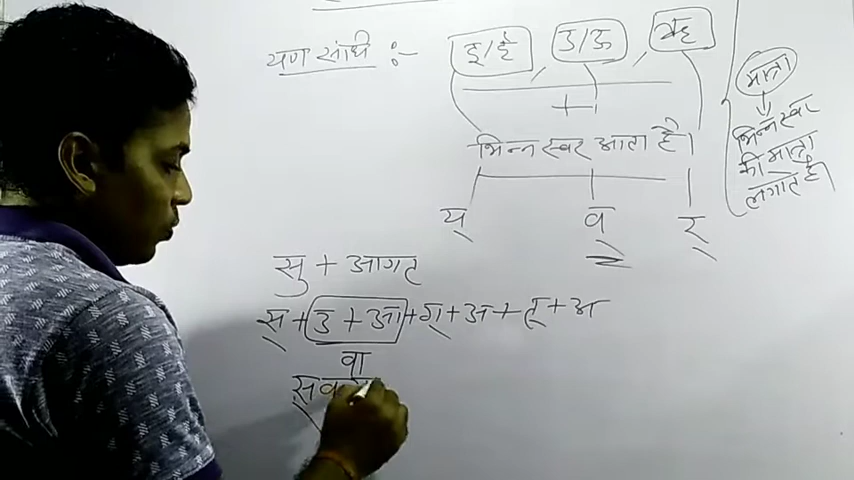 यण संधि :- इ/ई , उ/ऊ , ऋ
+
भिन्न स्वर आता है।
य् व् र्
मात्रा
भिन्न स्वर
की मात्रा
लगाते है
सु + आगत
स् + उ + आ + ग् + अ + त् + अ
वा